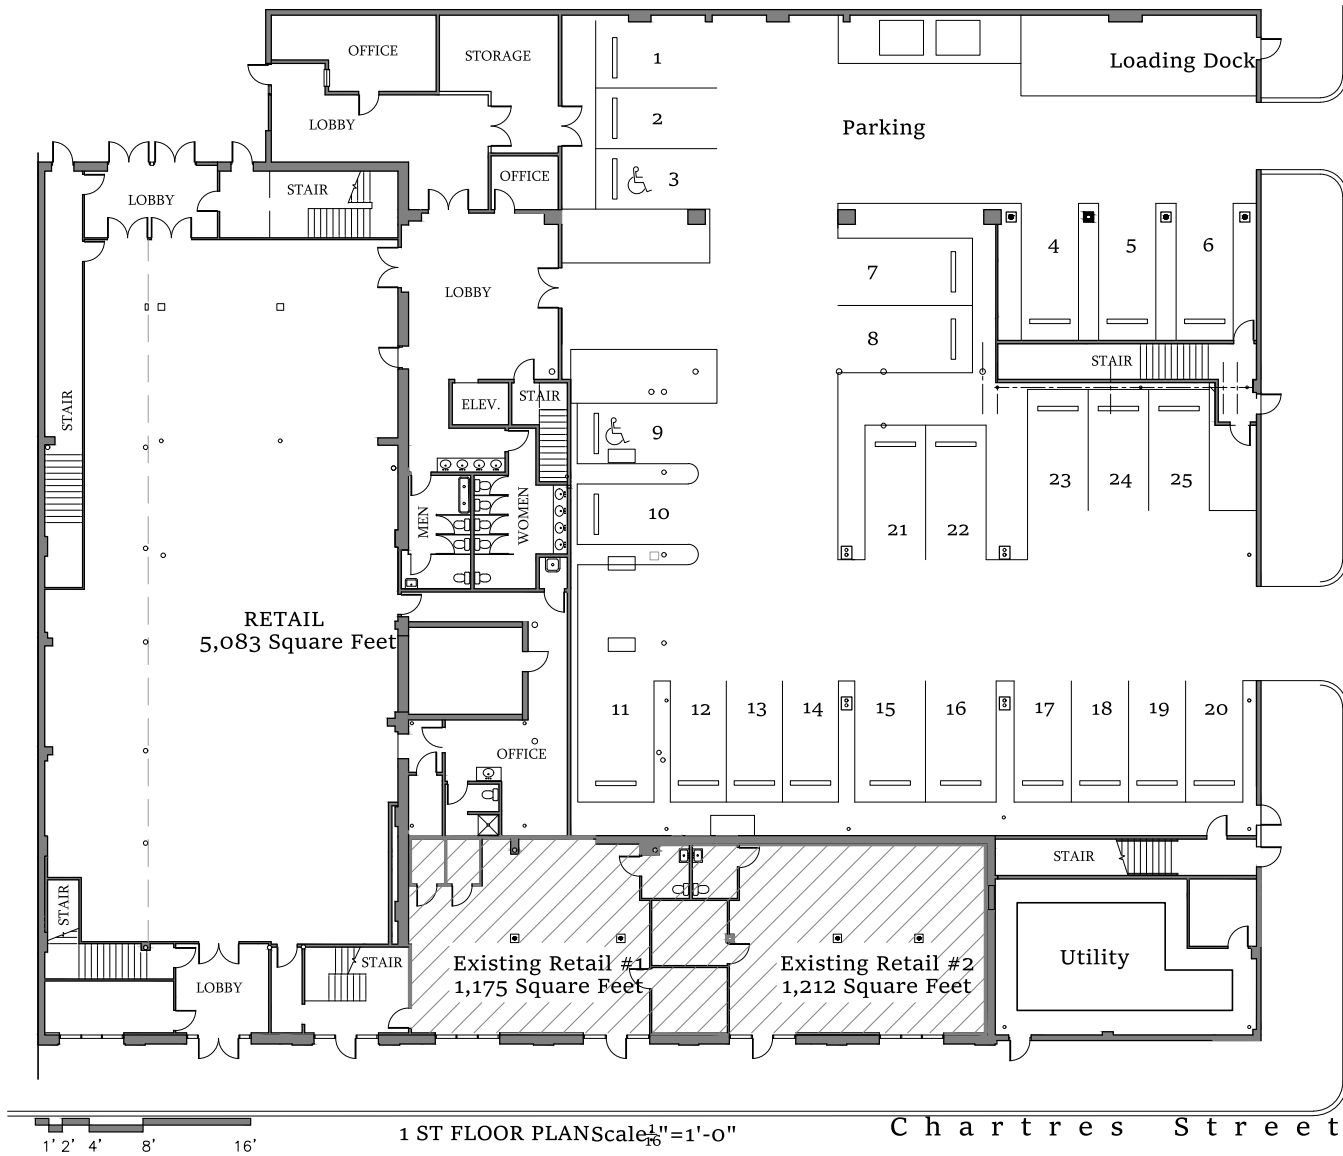 OFFICE
STORAGE
1
Loading Dock
2
Parking
LOBBY
OFFICE
3
STAIR
LOBBY
4
5
6
7
LOBBY
8
STAIR
STAIR
ELEV.
STAIR
9
23
24
25
MEN
WOMEN
10
21
22
RETAIL
5,083 Square Feet
11
12
13
14
15
16
17
18
19
20
OFFICE
STAIR
STAIR
Existing Retail #1
1,175 Square Feet
Existing Retail #2
1,212 Square Feet
Utility
STAIR
LOBBY
1' 2' 4' 8' 16'
1 ST FLOOR PLAN Scale 1/16"=1'-0"
Chartres Street